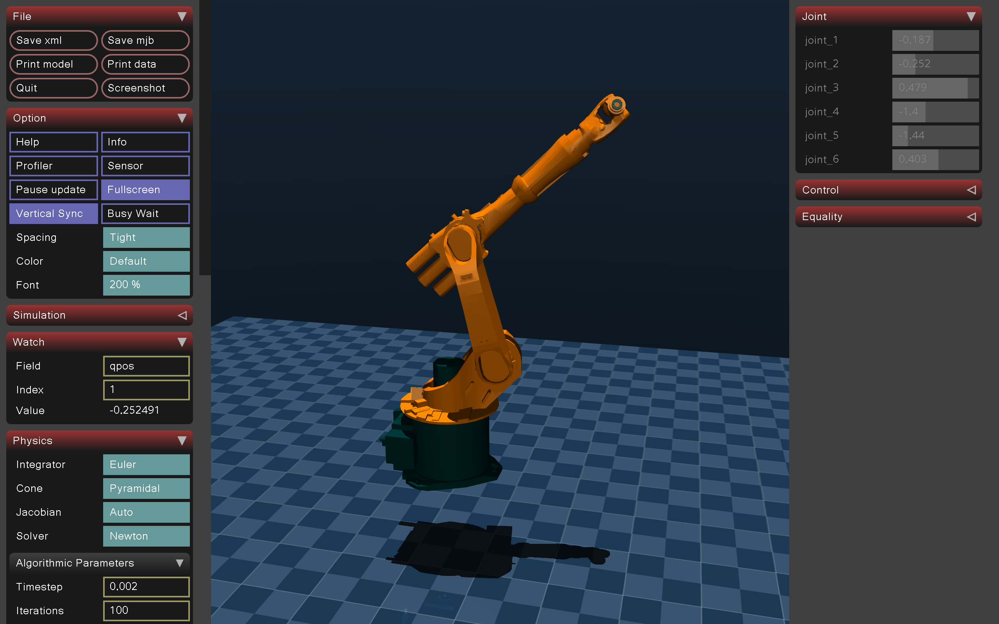 File
Save xml Save mjb
Print model Print data
Quit Screenshot
Option
Help Info
Profiler Sensor
Pause update Fullscreen
Vertical Sync Busy Wait
Spacing Tight
Color Default
Font 200 %
Simulation
Watch
Field qpos
Index 1
Value -0.252491
Physics
Integrator Euler
Cone Pyramidal
Jacobian Auto
Solver Newton
Algorithmic Parameters
Timestep 0.002
Iterations 100
Joint
joint_1 -0.187
joint_2 -0.252
joint_3 0.479
joint_4 -1.4
joint_5 -1.44
joint_6 0.403
Control
Equality